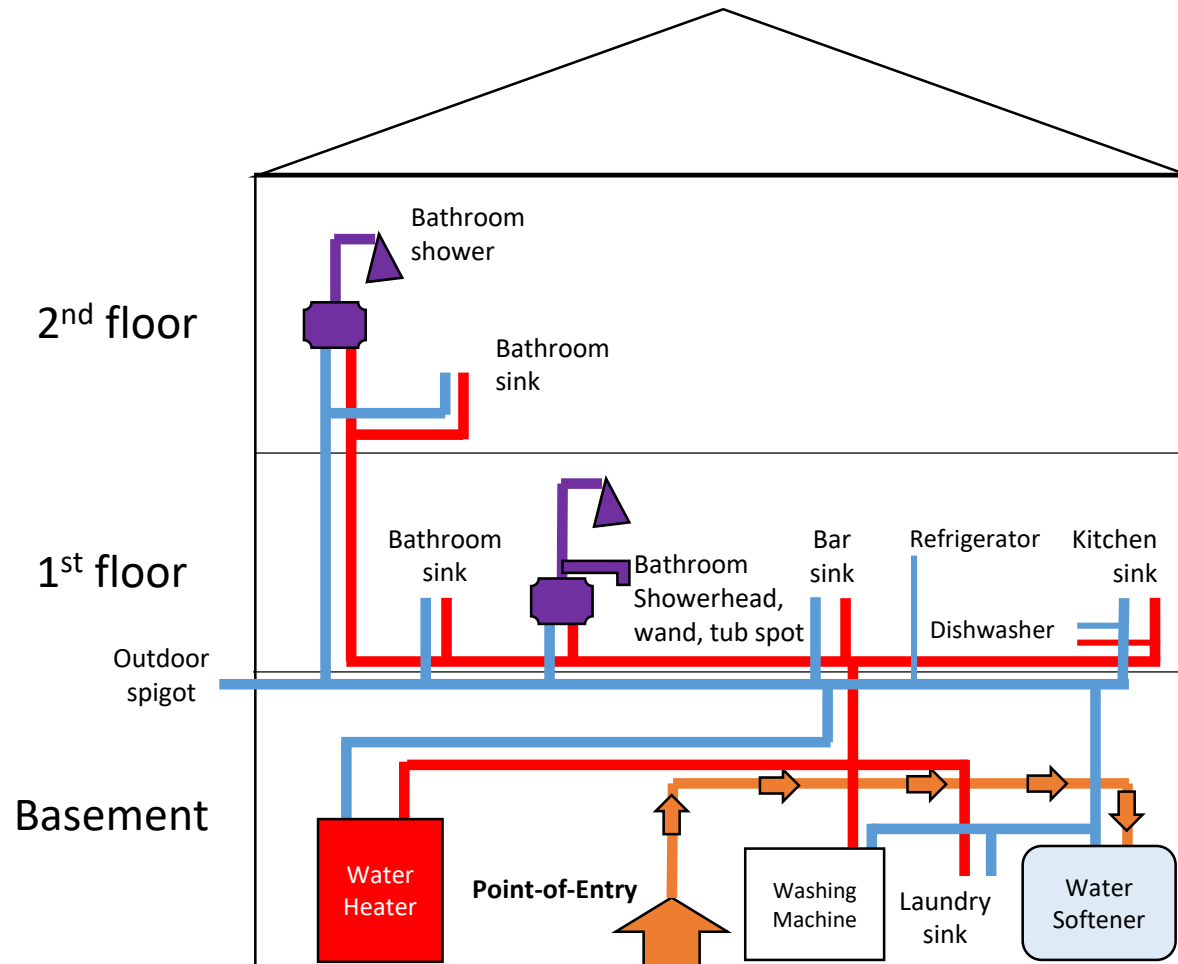 Bathroom
shower
2nd floor
Bathroom
sink
Bathroom
sink
1st floor
Bathroom
Showerhead,
wand, tub spot
Bar
sink
Refrigerator
Kitchen
sink
Dishwasher
Outdoor
spigot
Basement
Water
Heater
Point-of-Entry
Washing
Machine
Laundry
sink
Water
Softener